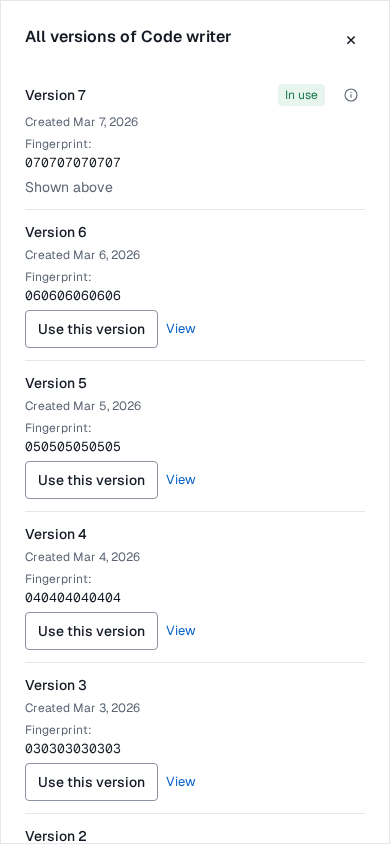 All versions of Code writer
Version 7
In use
Created Mar 7, 2026
Fingerprint:
070707070707
Shown above
Version 6
Created Mar 6, 2026
Fingerprint:
060606060606
Use this version View
Version 5
Created Mar 5, 2026
Fingerprint:
050505050505
Use this version View
Version 4
Created Mar 4, 2026
Fingerprint:
040404040404
Use this version View
Version 3
Created Mar 3, 2026
Fingerprint:
030303030303
Use this version View
Version 2